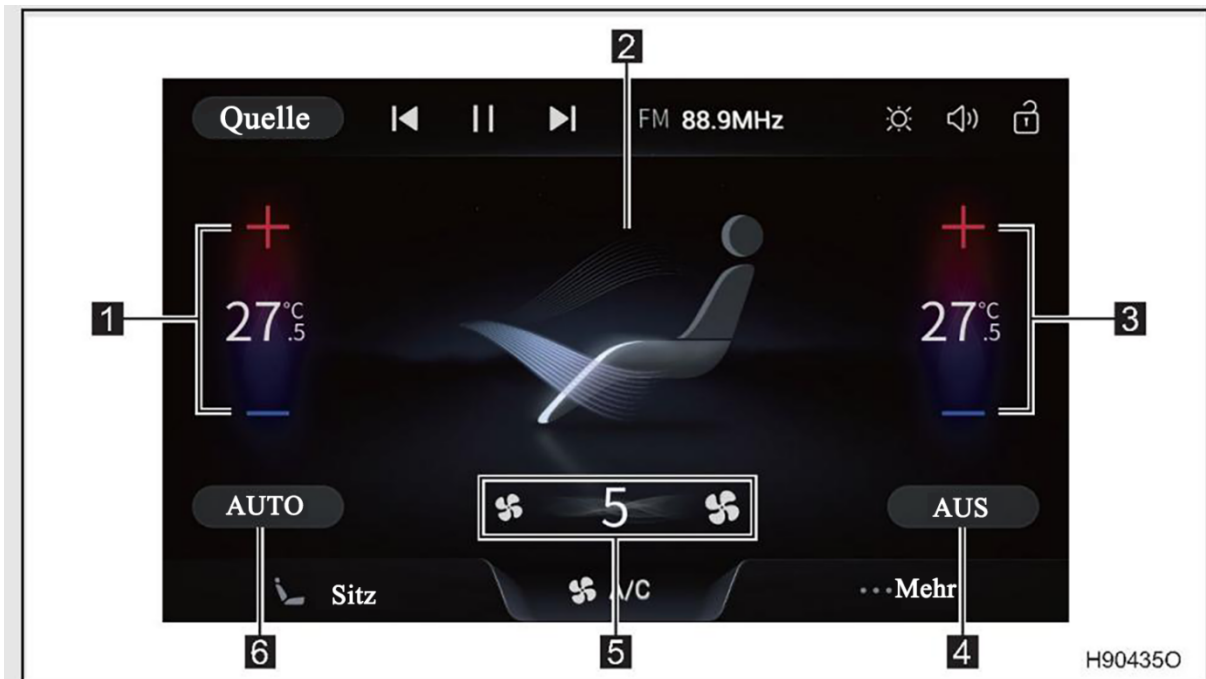 2
Quelle FM 88.9MHz
1 27°C.5 27°C.5 3
AUTO 5 AUS
Sitz A/C ...Mehr
6 5 4
H90435O